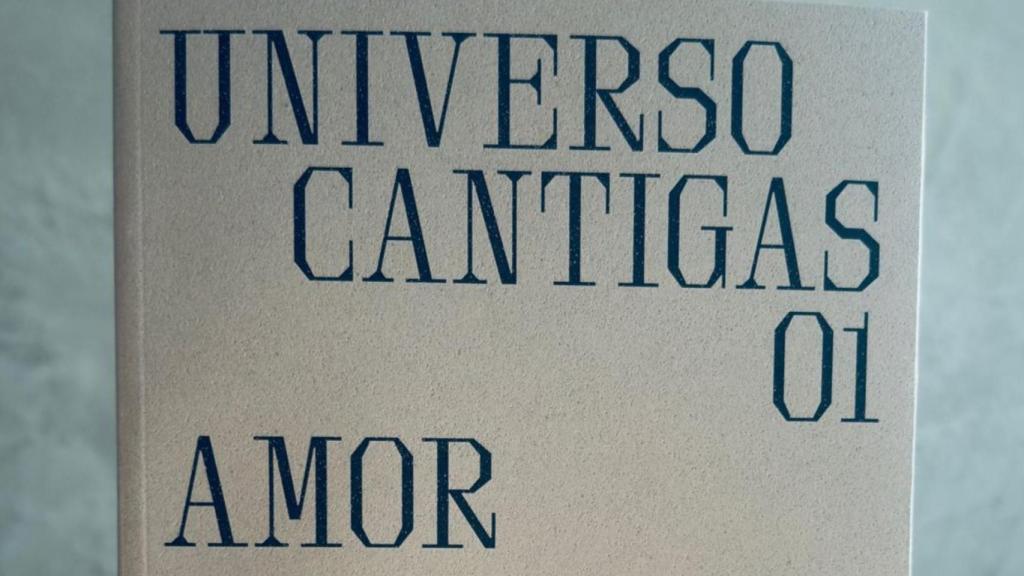 UNIVERSO
CANTIGAS
01
AMOR